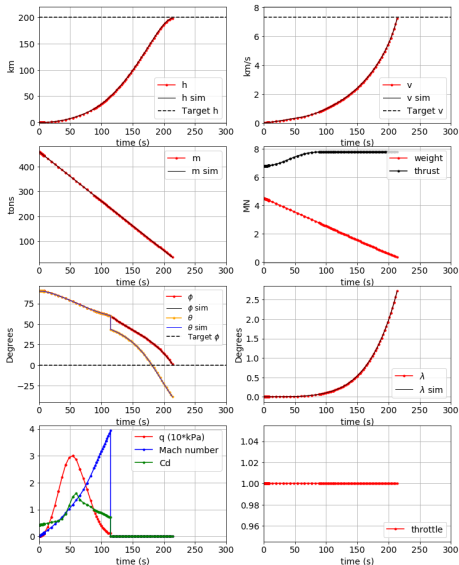 200
150
100
50
0
km
h
h sim
Target h
0 50 100 150 200 250 300
time (s)
8
6
4
2
0
km/s
v
v sim
Target v
0 50 100 150 200 250 300
time (s)
400
300
200
100
tons
m
m sim
0 50 100 150 200 250 300
time (s)
8
6
4
2
0
MN
weight
thrust
0 50 100 150 200 250 300
time (s)
75
50
25
0
−25
Degrees
ϕ
ϕ sim
θ
θ sim
Target ϕ
0 50 100 150 200 250 300
time (s)
2.5
2.0
1.5
1.0
0.5
0.0
Degrees
λ
λ sim
0 50 100 150 200 250 300
time (s)
4
3
2
1
0
q (10*kPa)
Mach number
Cd
0 50 100 150 200 250 300
time (s)
1.04
1.02
1.00
0.98
0.96
throttle
0 50 100 150 200 250 300
time (s)